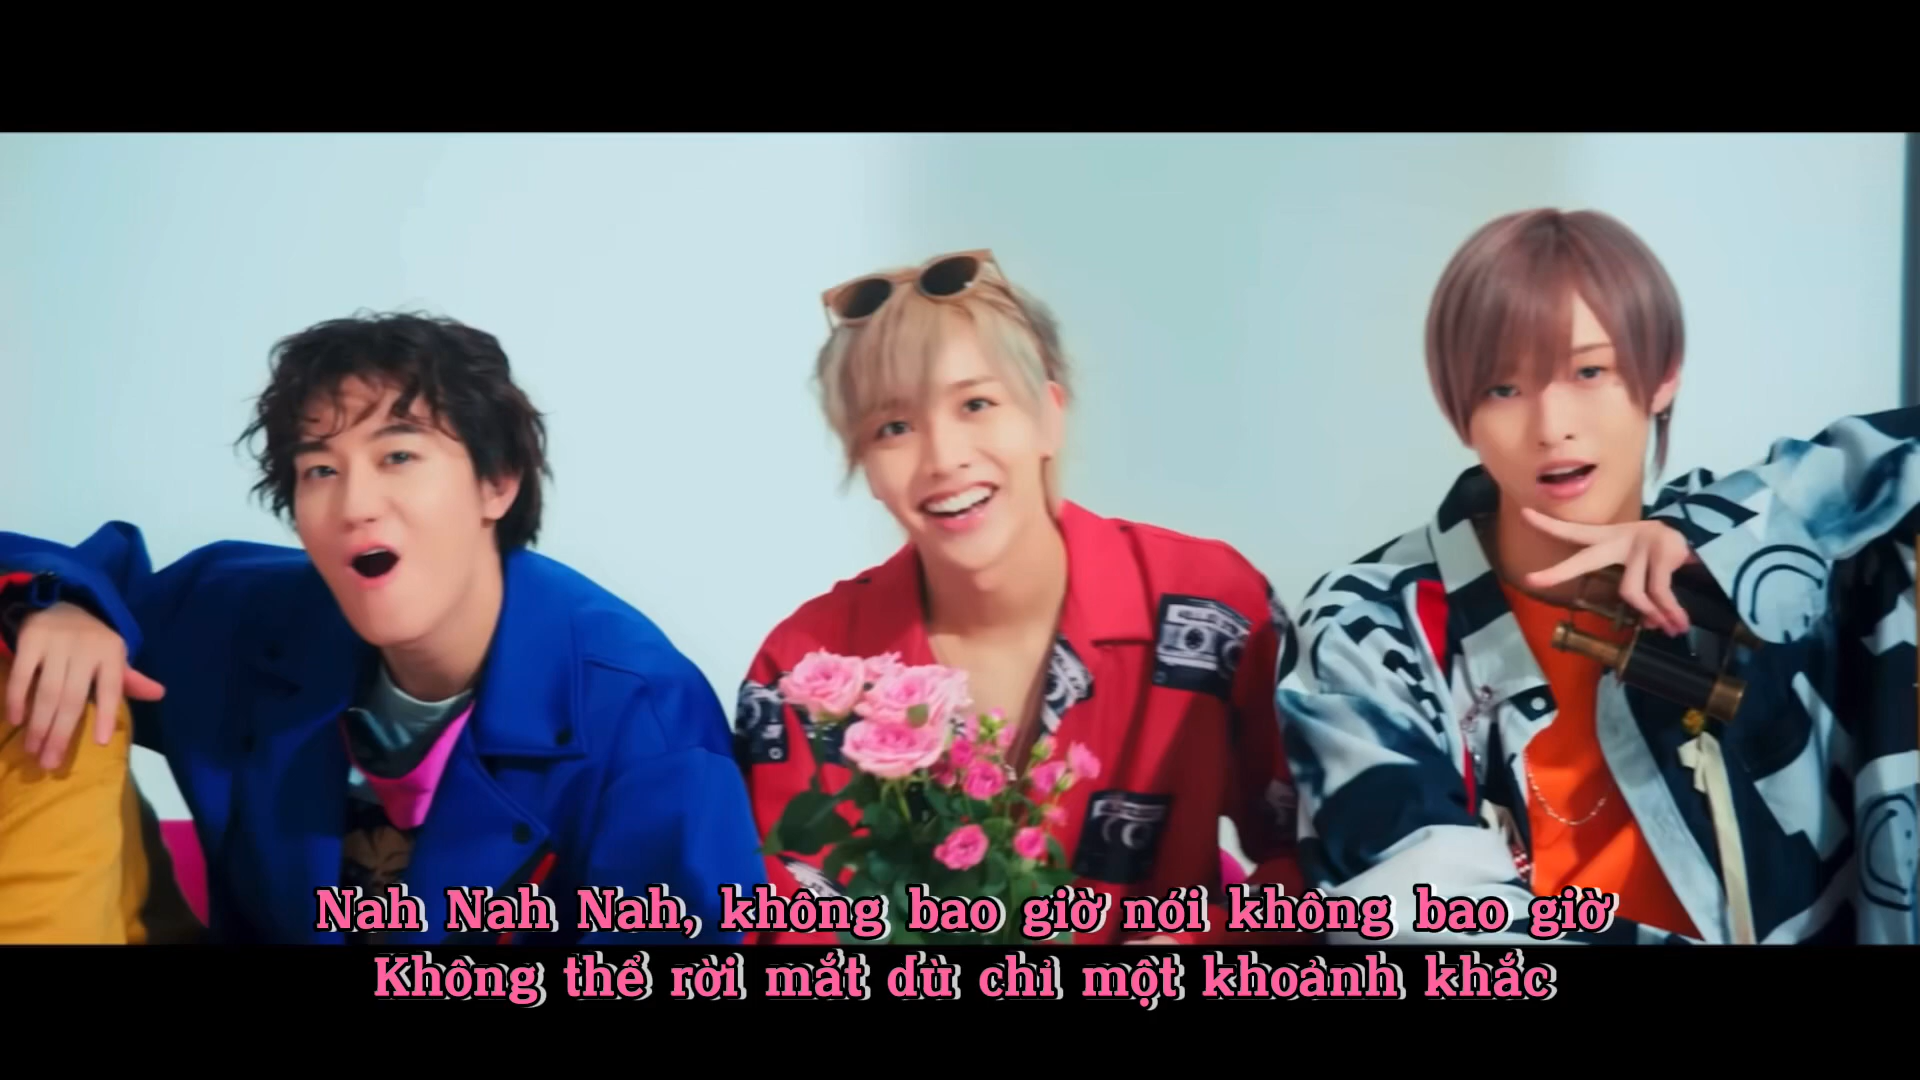 Nah Nah Nah, không bao giờ nói không bao giờ
Không thể rời mắt dù chỉ một khoảnh khắc